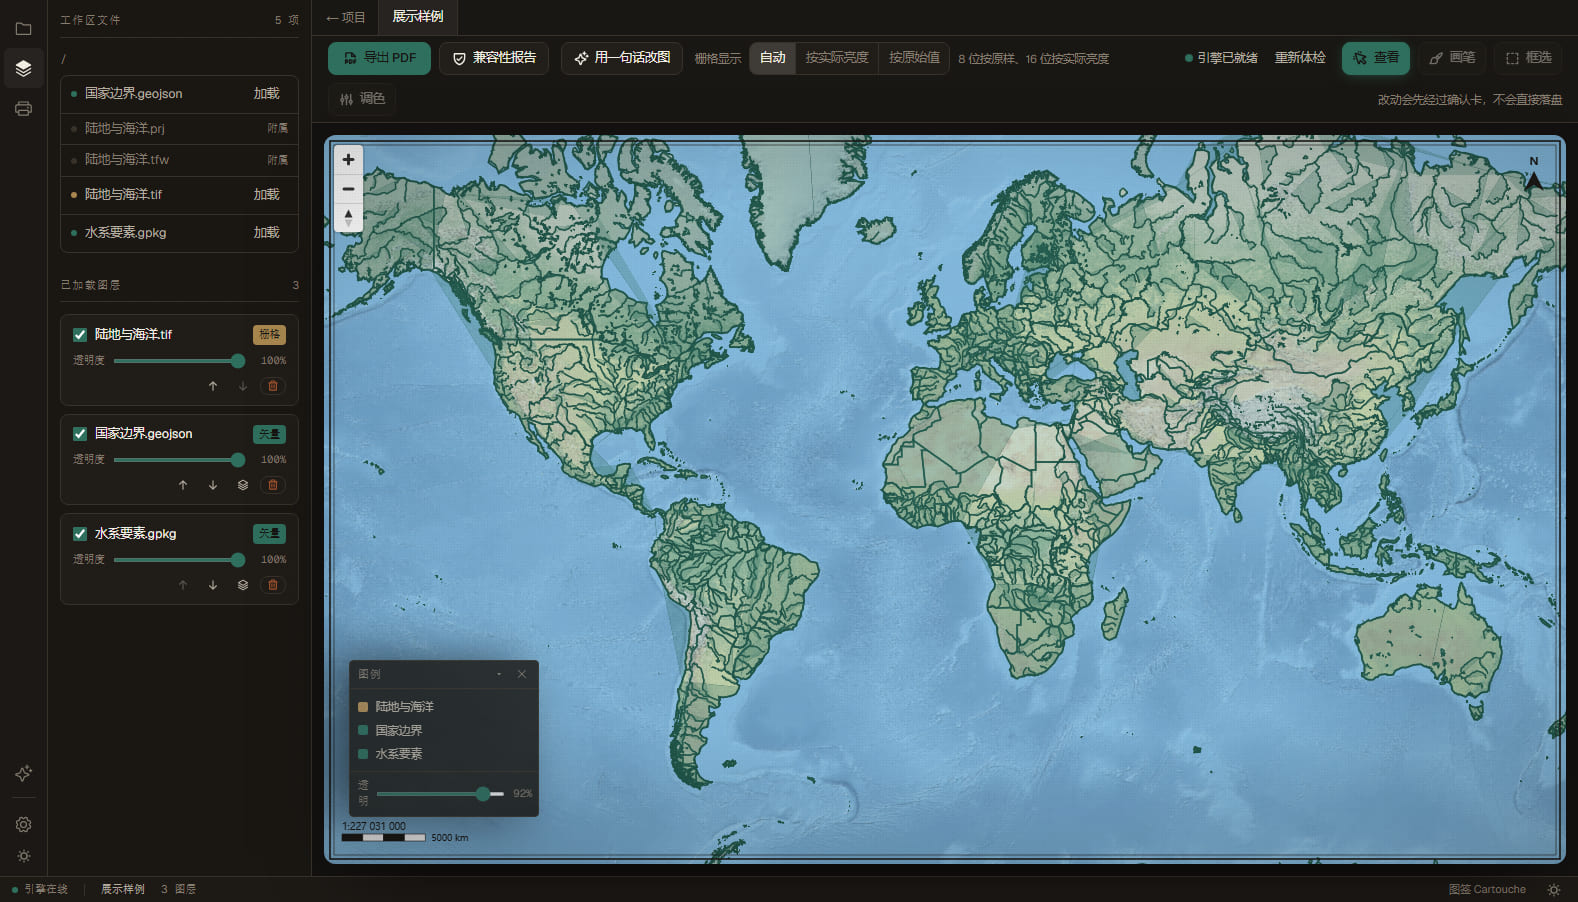 工作区文件 5 项
/
国家边界.geojson 加载
陆地与海洋.prj 附属
陆地与海洋.tfw 附属
陆地与海洋.tif 加载
水系要素.gpkg 加载
已加载图层 3
陆地与海洋.tif 栅格
透明度 100%
国家边界.geojson 矢量
透明度 100%
水系要素.gpkg 矢量
透明度 100%
←项目 展示样例
导出 PDF 兼容性报告 用一句话改图 栅格显示 自动 按实际亮度 按原始值 8 位按原样、16 位按实际亮度 引擎已就绪 重新体检 查看 画笔 框选
调色 改动会先经过确认卡，不会直接落盘
N
图例
陆地与海洋
国家边界
水系要素
透明 92%
1:227 031 000
5000 km
引擎在线 展示样例 3 图层 图签 Cartouche